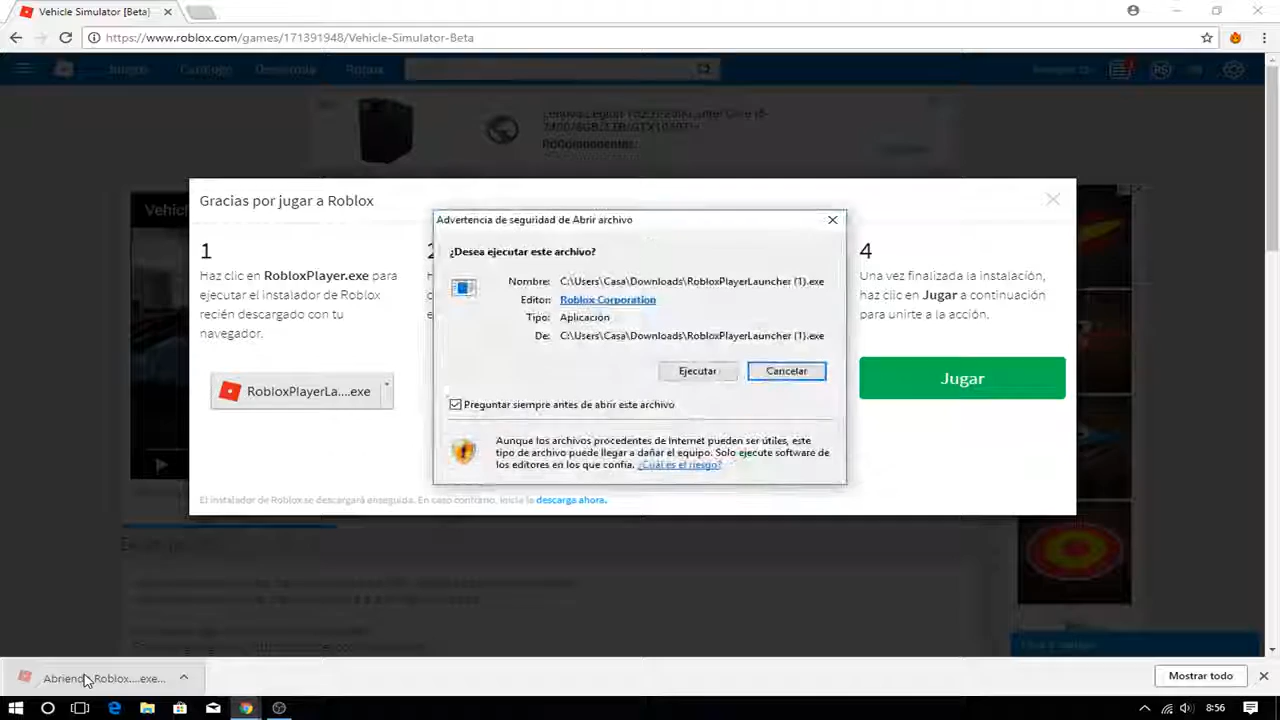 Vehicle Simulator [Beta]
https://www.roblox.com/games/171391948/Vehicle-Simulator-Beta
Juegos
Catálogo
Roblox
Vehic
Gracias por jugar a Roblox
1
Haz clic en RobloxPlayer.exe para
ejecutar el instalador de Roblox
recién descargado con tu
navegador.
RobloxPlayerLa....exe
2
Advertencia de seguridad de Abrir archivo
¿Desea ejecutar este archivo?
Nombre: C:\Users\Casa\Downloads\RobloxPlayerLauncher (1).exe
Editor: Roblox Corporation
Tipo: Aplicación
De: C:\Users\Casa\Downloads\RobloxPlayerLauncher (1).exe
Ejecutar
Cancelar
Preguntar siempre antes de abrir este archivo
Aunque los archivos procedentes de Internet pueden ser útiles, este
tipo de archivo puede llegar a dañar el equipo. Solo ejecute software de
los editores en los que confía. ¿Cuál es el riesgo?
4
Una vez finalizada la instalación,
haz clic en Jugar a continuación
para unirte a la acción.
Jugar
El instalador de Roblox se descargará enseguida. En caso contrario, inicia la descarga ahora.
Abriendo Roblox....exe...
Mostrar todo
8:56